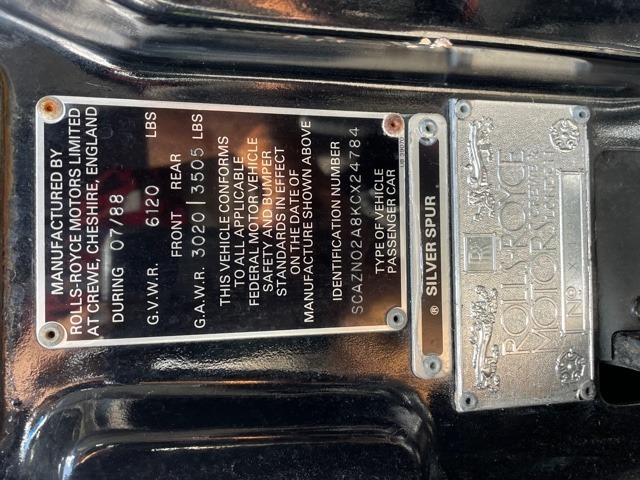 MANUFACTURED BY
ROLLS-ROYCE MOTORS LIMITED
AT CREWE, CHESHIRE, ENGLAND
DURING 07/88
G.V.W.R. 6120 LBS
FRONT REAR
G.A.W.R. 3020 3505 LBS
THIS VEHICLE CONFORMS
TO ALL APPLICABLE
FEDERAL MOTOR VEHICLE
SAFETY AND BUMPER
STANDARDS IN EFFECT
ON THE DATE OF
MANUFACTURE SHOWN ABOVE
IDENTIFICATION NUMBER
SCAZN02A8KCX24784
TYPE OF VEHICLE
PASSENGER CAR
® SILVER SPUR
RR
ROLLS-ROYCE
MOTORS
Nº